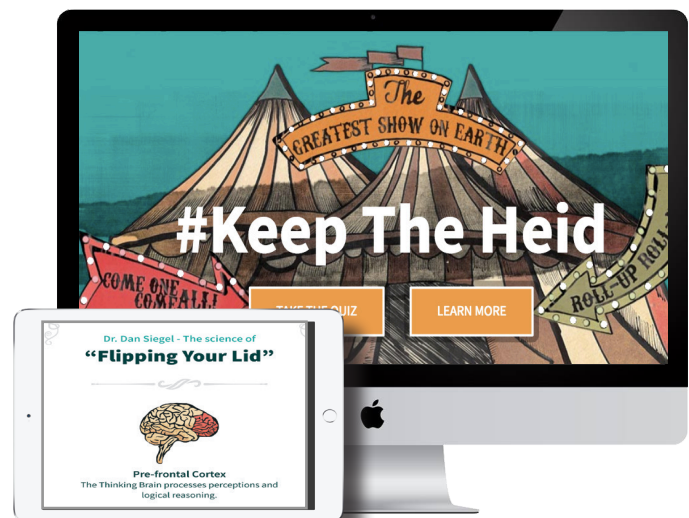 The
GREATEST SHOW ON EARTH
#Keep The Heid
COME ONE
COME ALL!
ROLL-UP ROLL-
TAKE THE QUIZ
LEARN MORE
Dr. Dan Siegel - The science of
“Flipping Your Lid”
Pre-frontal Cortex
The Thinking Brain processes perceptions and
logical reasoning.